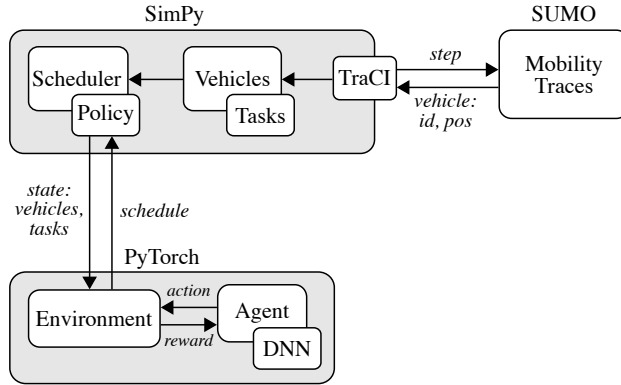 SimPy
SUMO
Scheduler
Policy
Vehicles
Tasks
TraCI
step
vehicle:
id, pos
Mobility
Traces
state:
vehicles,
tasks
schedule
PyTorch
Environment
action
reward
Agent
DNN